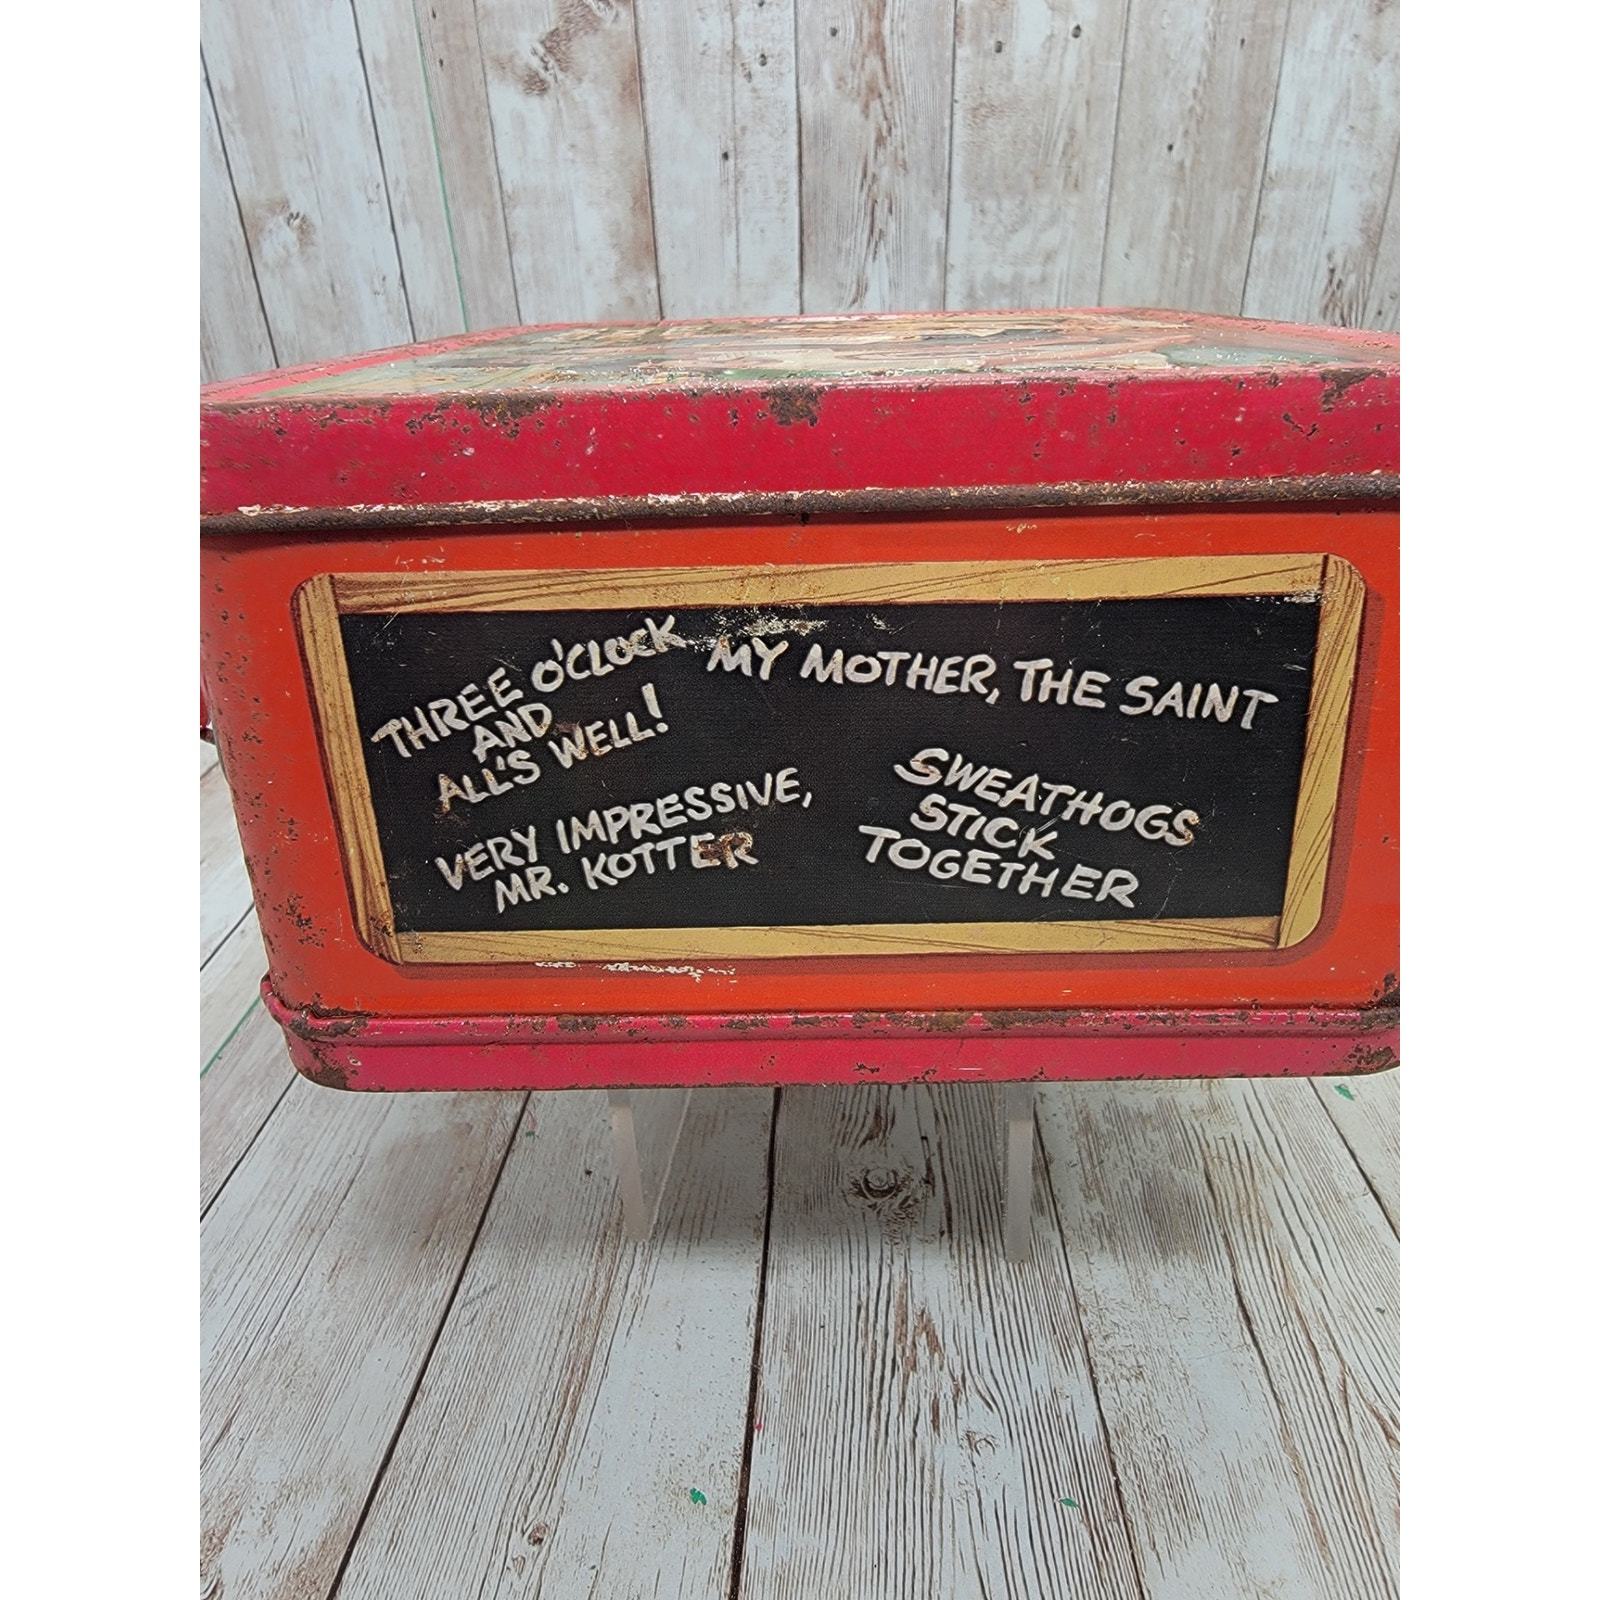 THREE O'CLOCK
AND
ALL'S WELL!
MY MOTHER, THE SAINT
VERY IMPRESSIVE,
MR. KOTTER
SWEATHOGS
STICK
TOGETHER